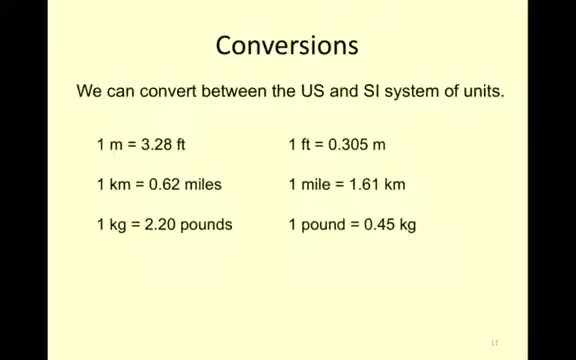 Conversions
We can convert between the US and SI system of units.
1 m = 3.28 ft
1 ft = 0.305 m
1 km = 0.62 miles
1 mile = 1.61 km
1 kg = 2.20 pounds
1 pound = 0.45 kg
17